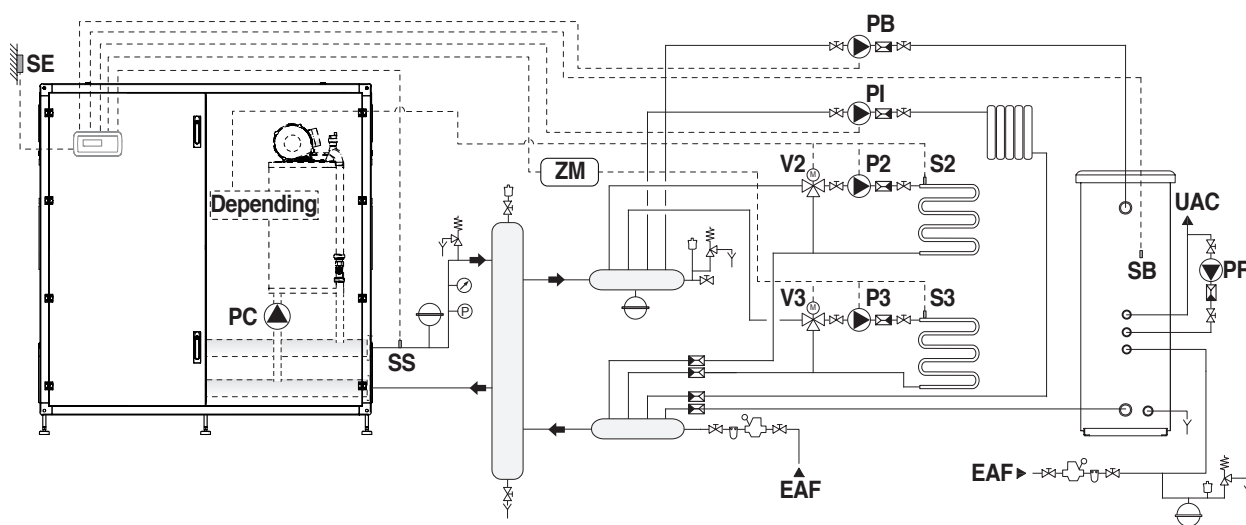 PB
SE
PI
V2
P2
S2
M
ZM
UAC
Depending
SB
PF
V3
P3
S3
M
PC
P
SS
EAF
EAF